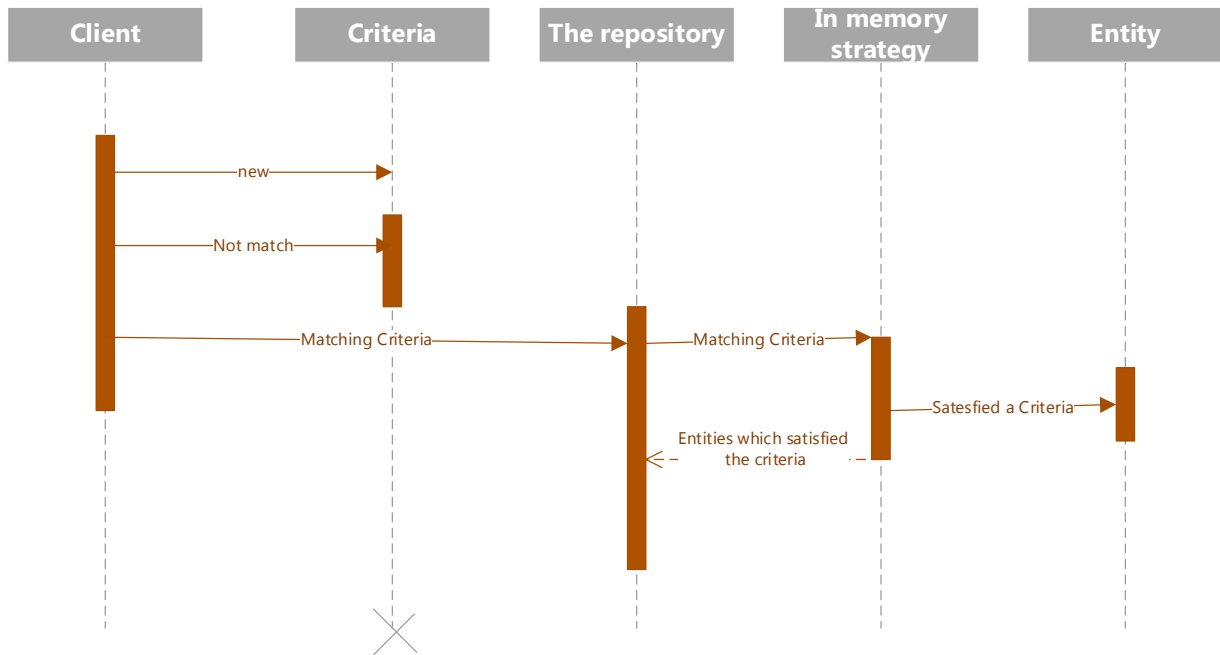 Client
Criteria
The repository
In memory
strategy
Entity
new
Not match
Matching Criteria
Matching Criteria
Satesfied a Criteria
Entities which satisfied
the criteria